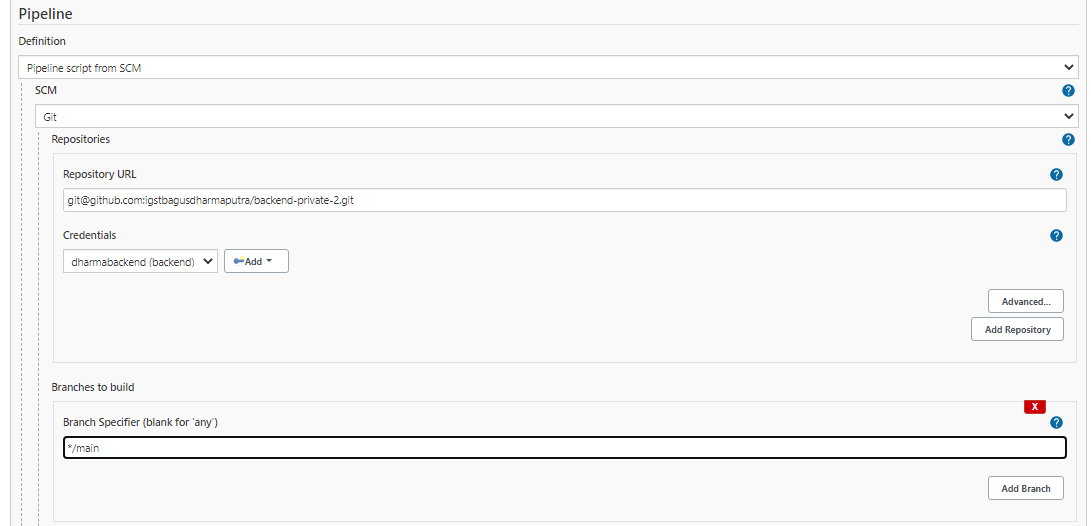 Pipeline
Definition
Pipeline script from SCM
SCM
?
Git
Repositories
?
Repository URL
?
git@github.com:igstbagusdharmaputra/backend-private-2.git
Credentials
?
dharmabackend (backend)
Add
Advanced...
Add Repository
Branches to build
X
Branch Specifier (blank for 'any')
?
*/main
Add Branch